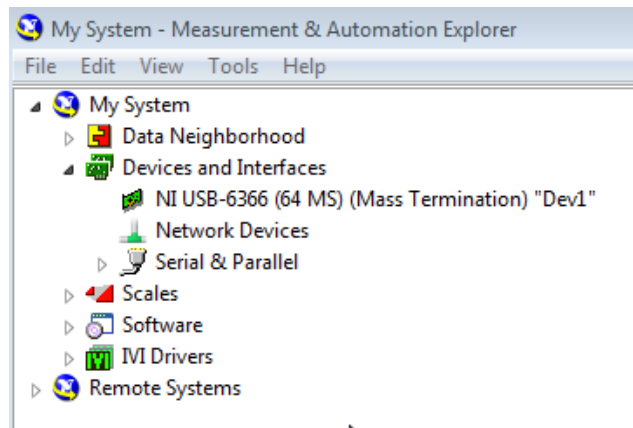 My System - Measurement & Automation Explorer
File Edit View Tools Help
My System
Data Neighborhood
Devices and Interfaces
NI USB-6366 (64 MS) (Mass Termination) "Dev1"
Network Devices
Serial & Parallel
Scales
Software
IVI Drivers
Remote Systems